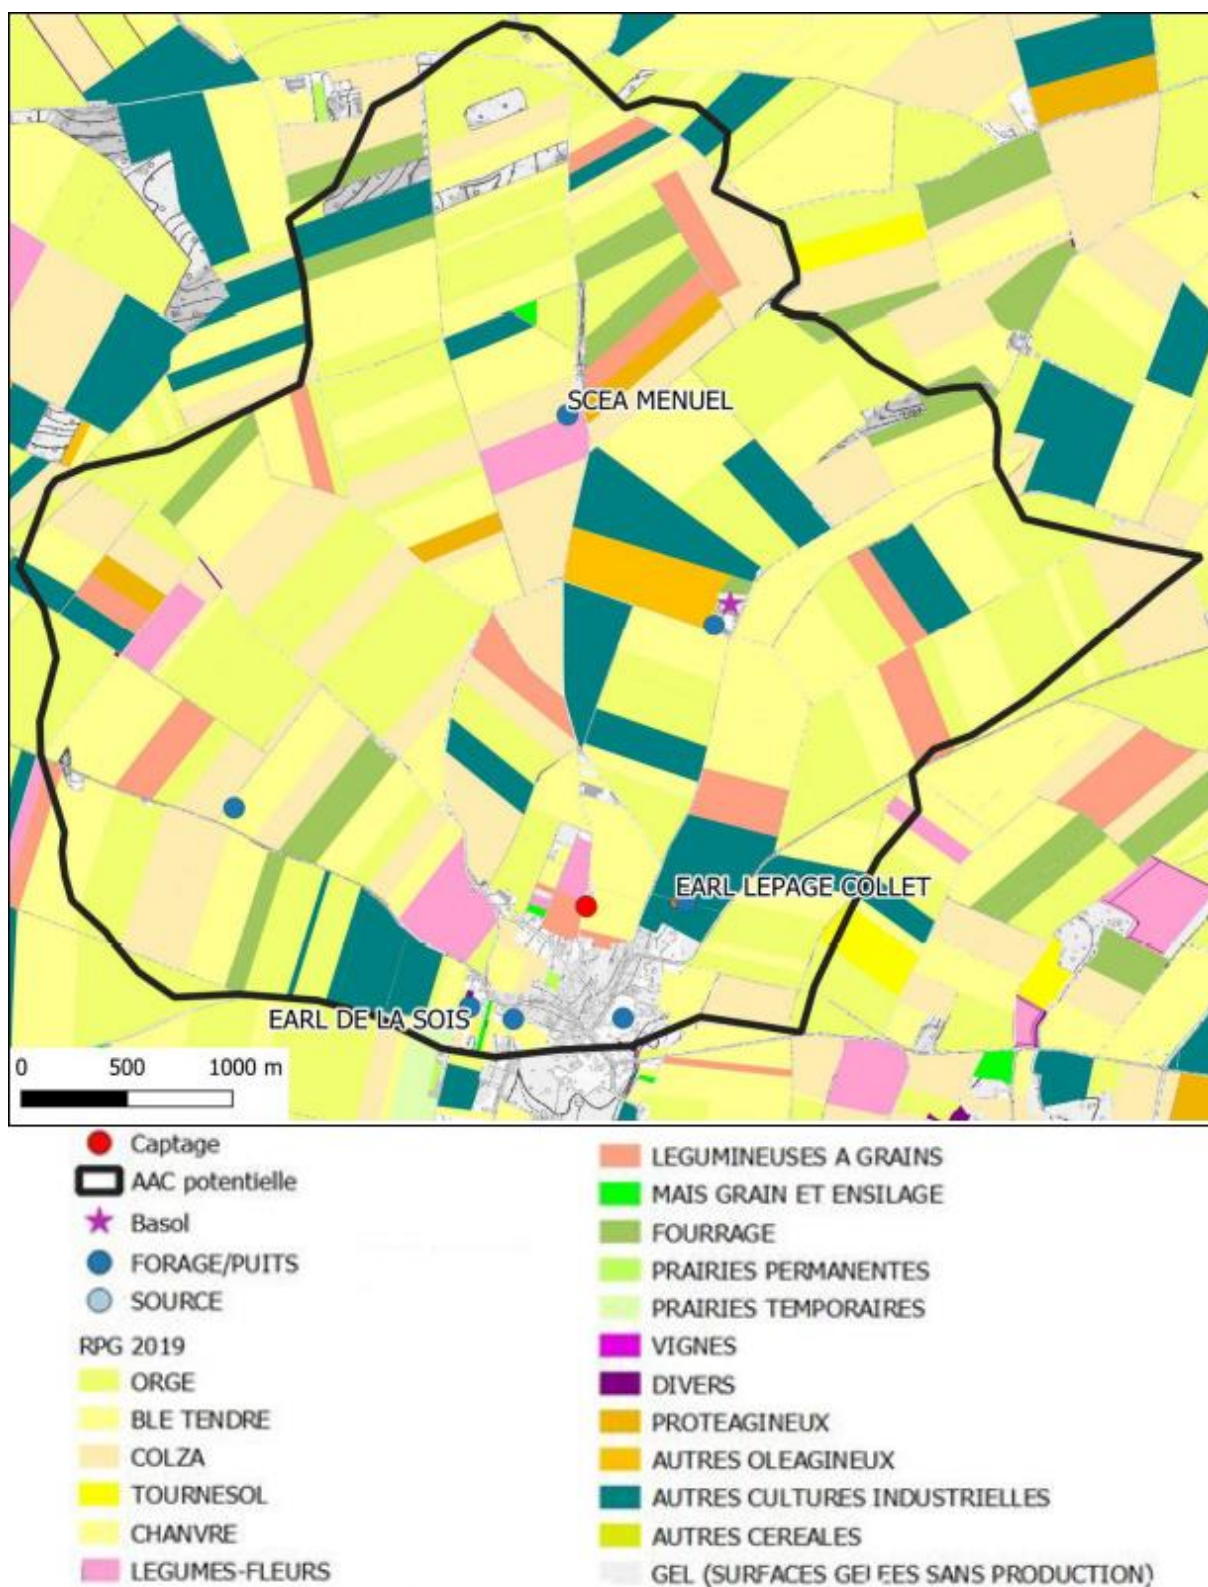 SCEA MENUEL
EARL LEPAGE COLLET
EARL DE LA SOIS
0 500 1000 m
Captage
AAC potentielle
Basol
FORAGE/PUITS
SOURCE
RPG 2019
ORGE
BLE TENDRE
COLZA
TOURNESOL
CHANVRE
LEGUMES-FLEURS
LEGUMINEUSES A GRAINS
MAIS GRAIN ET ENSILAGE
FOURRAGE
PRAIRIES PERMANENTES
PRAIRIES TEMPORAIRES
VIGNES
DIVERS
PROTEAGINEUX
AUTRES OLEAGINEUX
AUTRES CULTURES INDUSTRIELLES
AUTRES CEREALES
GEL (SURFACES GELEES SANS PRODUCTION)